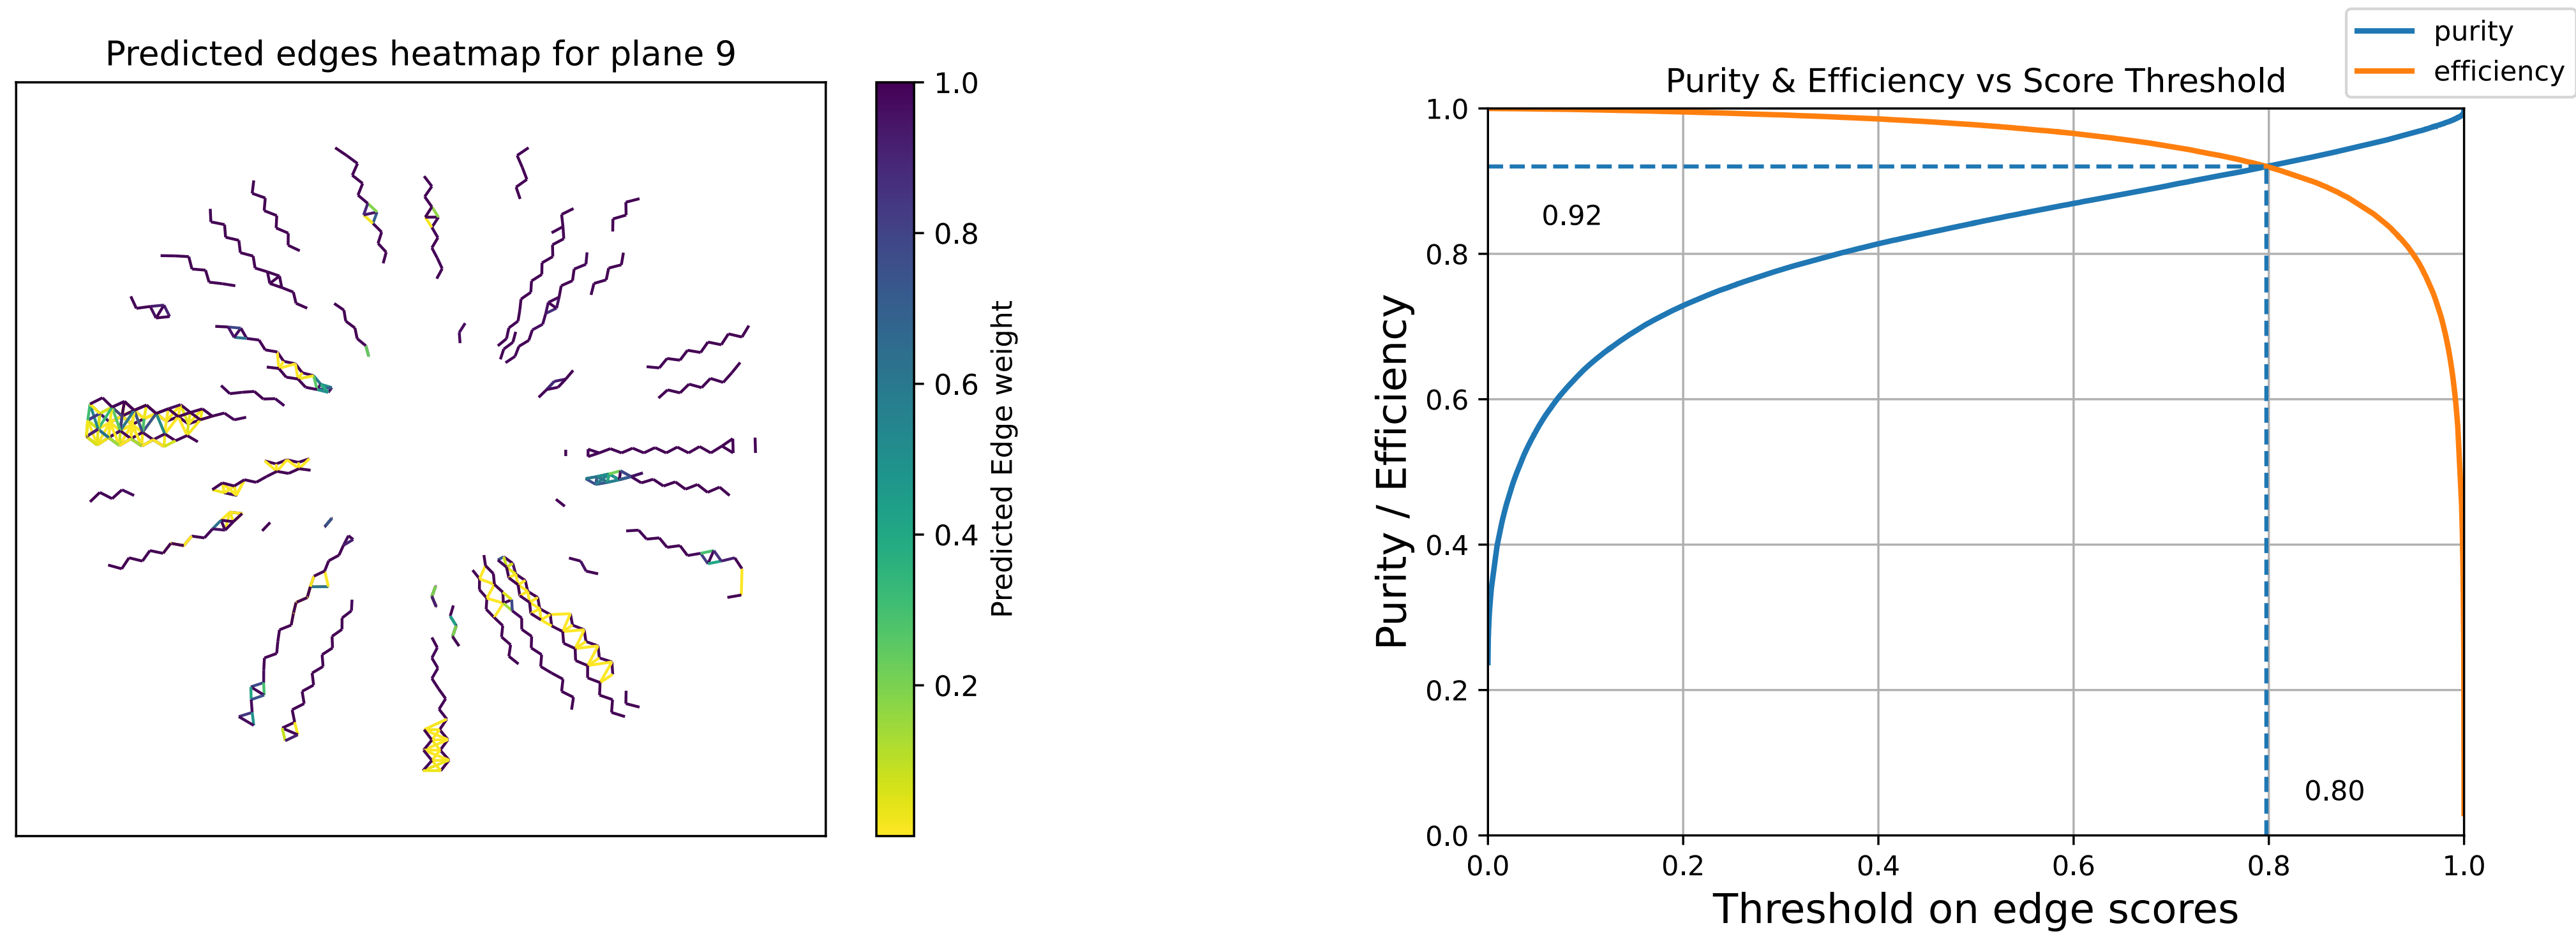 Predicted edges heatmap for plane 9
1.0
0.8
0.6
0.4
0.2
Predicted Edge weight
purity
efficiency
Purity & Efficiency vs Score Threshold
1.0
0.8
0.6
0.4
0.2
0.0
Purity / Efficiency
0.92
0.80
0.0 0.2 0.4 0.6 0.8 1.0
Threshold on edge scores